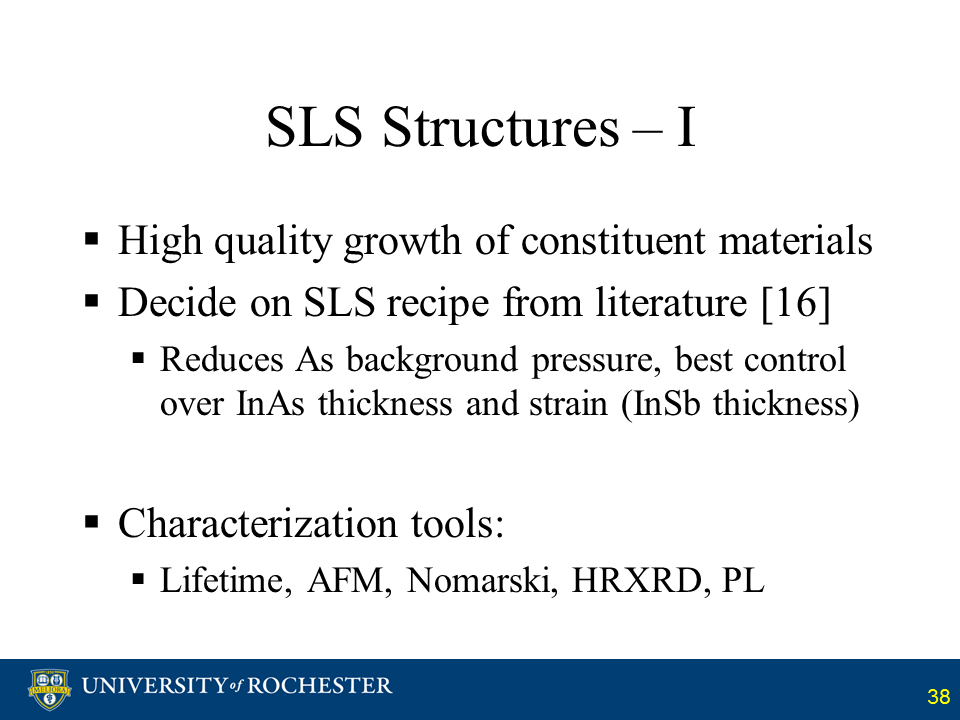 SLS Structures – I
▪ High quality growth of constituent materials
▪ Decide on SLS recipe from literature [16]
▪ Reduces As background pressure, best control
over InAs thickness and strain (InSb thickness)
▪ Characterization tools:
▪ Lifetime, AFM, Nomarski, HRXRD, PL
MELIORA
UNIVERSITY of ROCHESTER
38